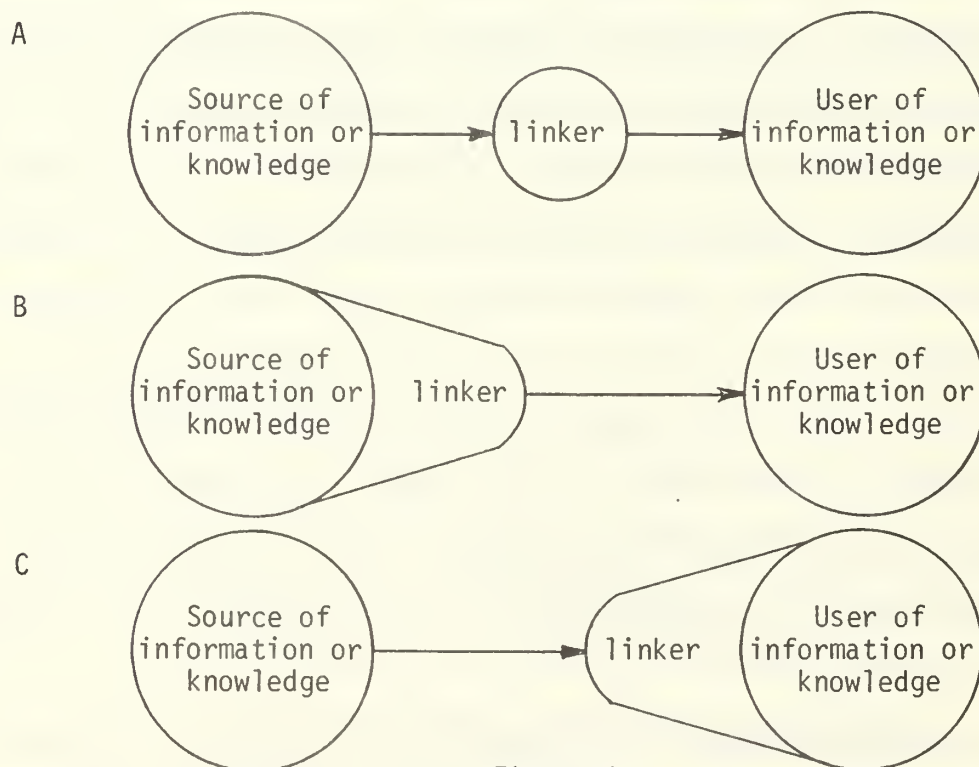 A
Source of
information or
knowledge
linker
User of
information or
knowledge
B
Source of
information or
knowledge
linker
User of
information or
knowledge
C
Source of
information or
knowledge
linker
User of
information or
knowledge